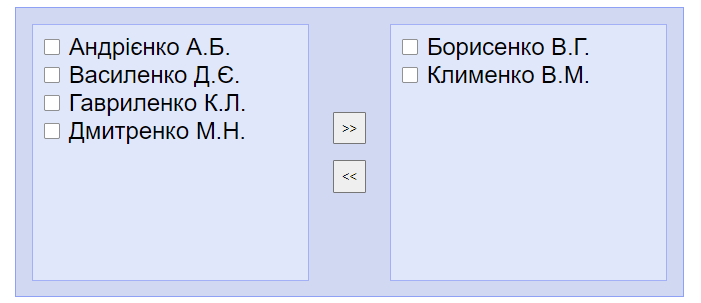 Андрієнко А.Б.
Василенко Д.Є.
Гавриленко К.Л.
Дмитренко М.Н.
>>
<<
Борисенко В.Г.
Клименко В.М.